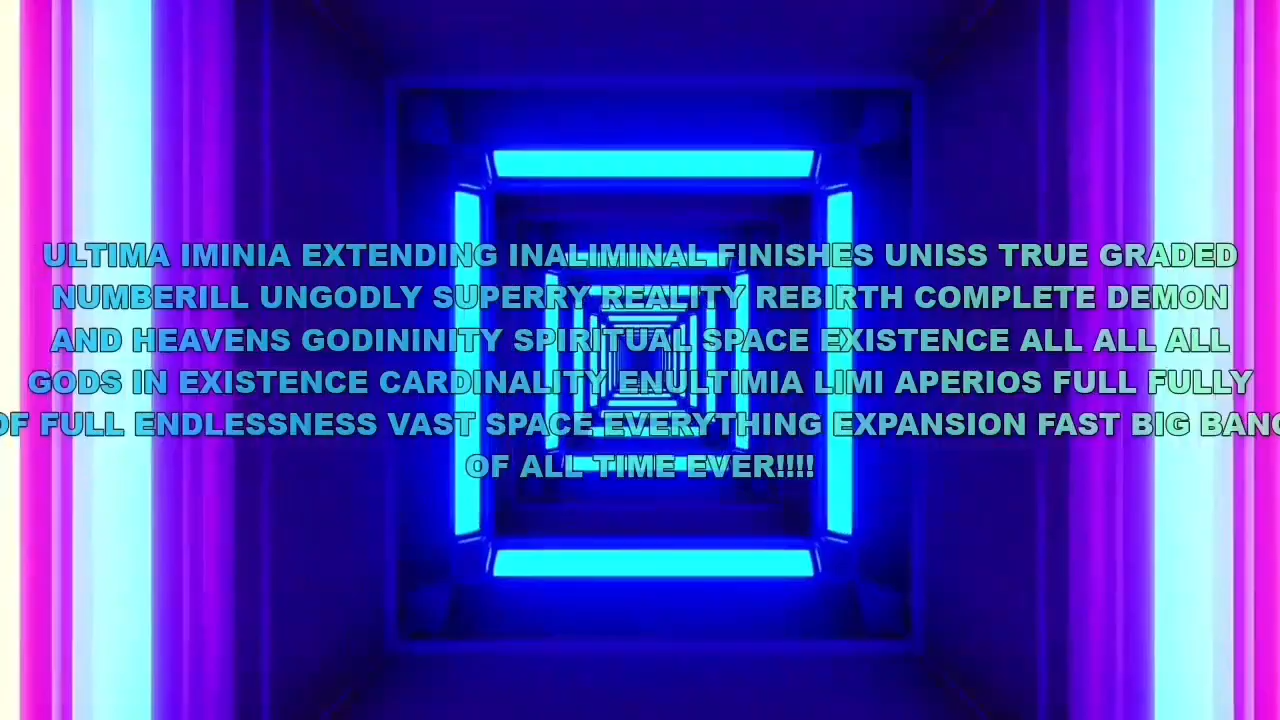 ULTIMA IMINIA EXTENDING INALIMINAL FINISHES UNISS TRUE GRADED
NUMBERILL UNGODLY SUPERRY REALITY REBIRTH COMPLETE DEMON
AND HEAVENS GODININITY SPIRITUAL SPACE EXISTENCE ALL ALL ALL
GODS IN EXISTENCE CARDINALITY ENULTIMIA LIMI APERIOS FULL FULLY
OF FULL ENDLESSNESS VAST SPACE EVERYTHING EXPANSION FAST BIG BANG
OF ALL TIME EVER!!!!